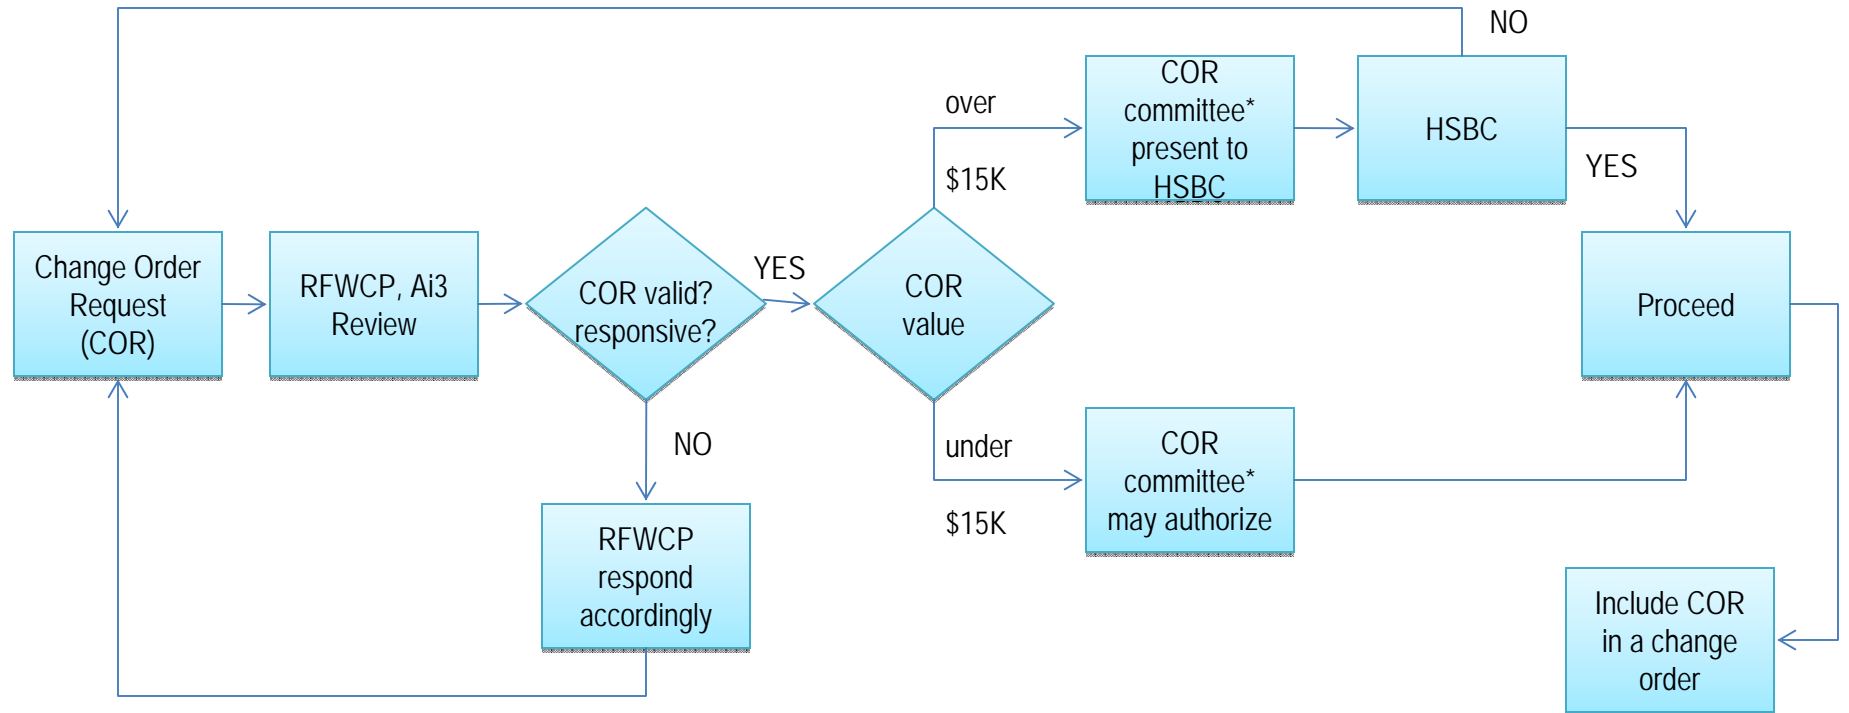 NO
COR
committee*
present to
HSBC
HSBC
over
$15K
YES
Change Order
Request
(COR)
RFWCP, Ai3
Review
COR valid?
responsive?
YES
COR
value
Proceed
NO
under
$15K
COR
committee*
may authorize
RFWCP
respond
accordingly
Include COR
in a change
order